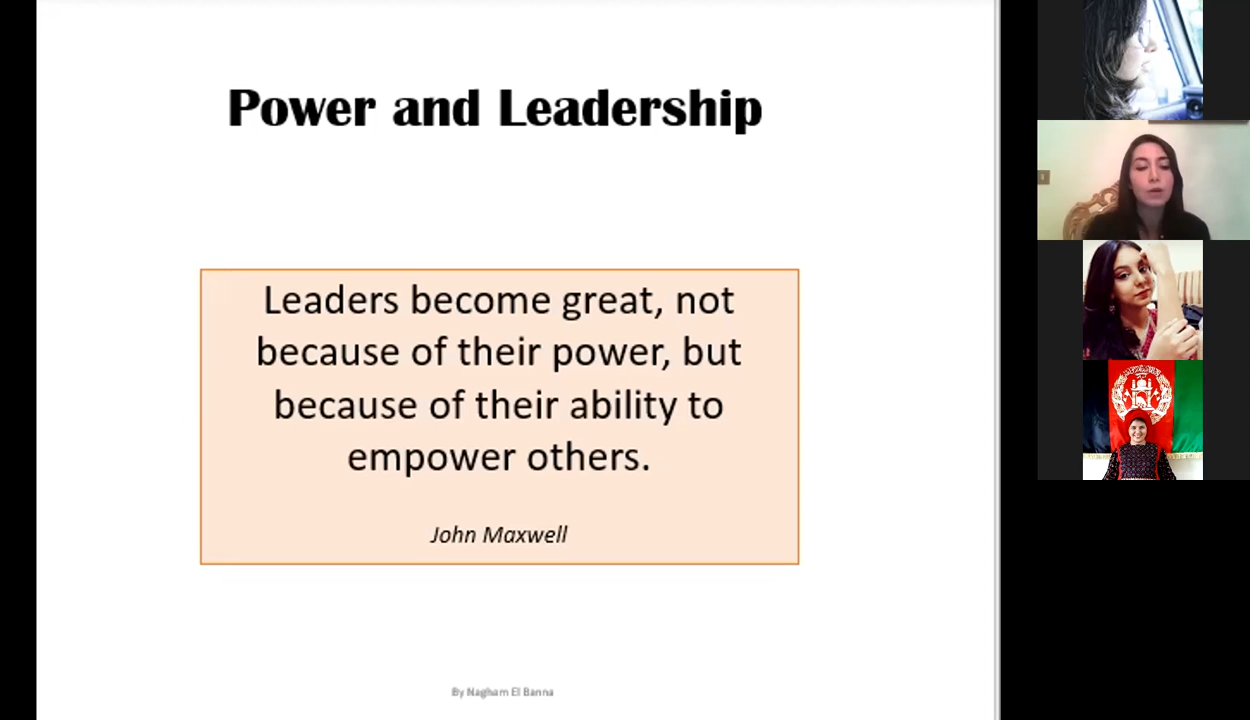 Power and Leadership
Leaders become great, not
because of their power, but
because of their ability to
empower others.
John Maxwell
By Nagham El Banna